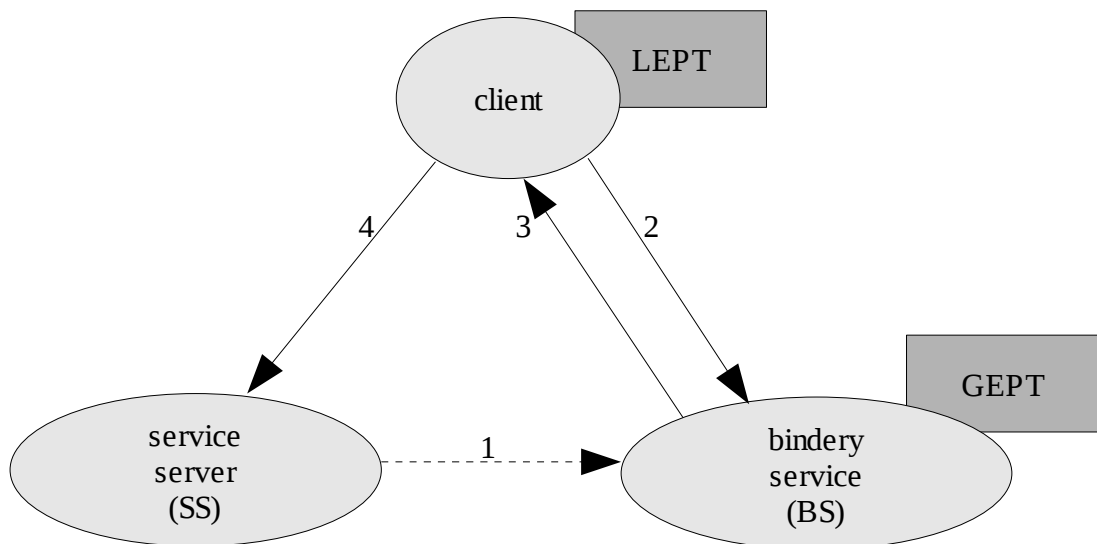 LEPT
client
4
3
2
GEPT
service
server
(SS)
1
bindery
service
(BS)